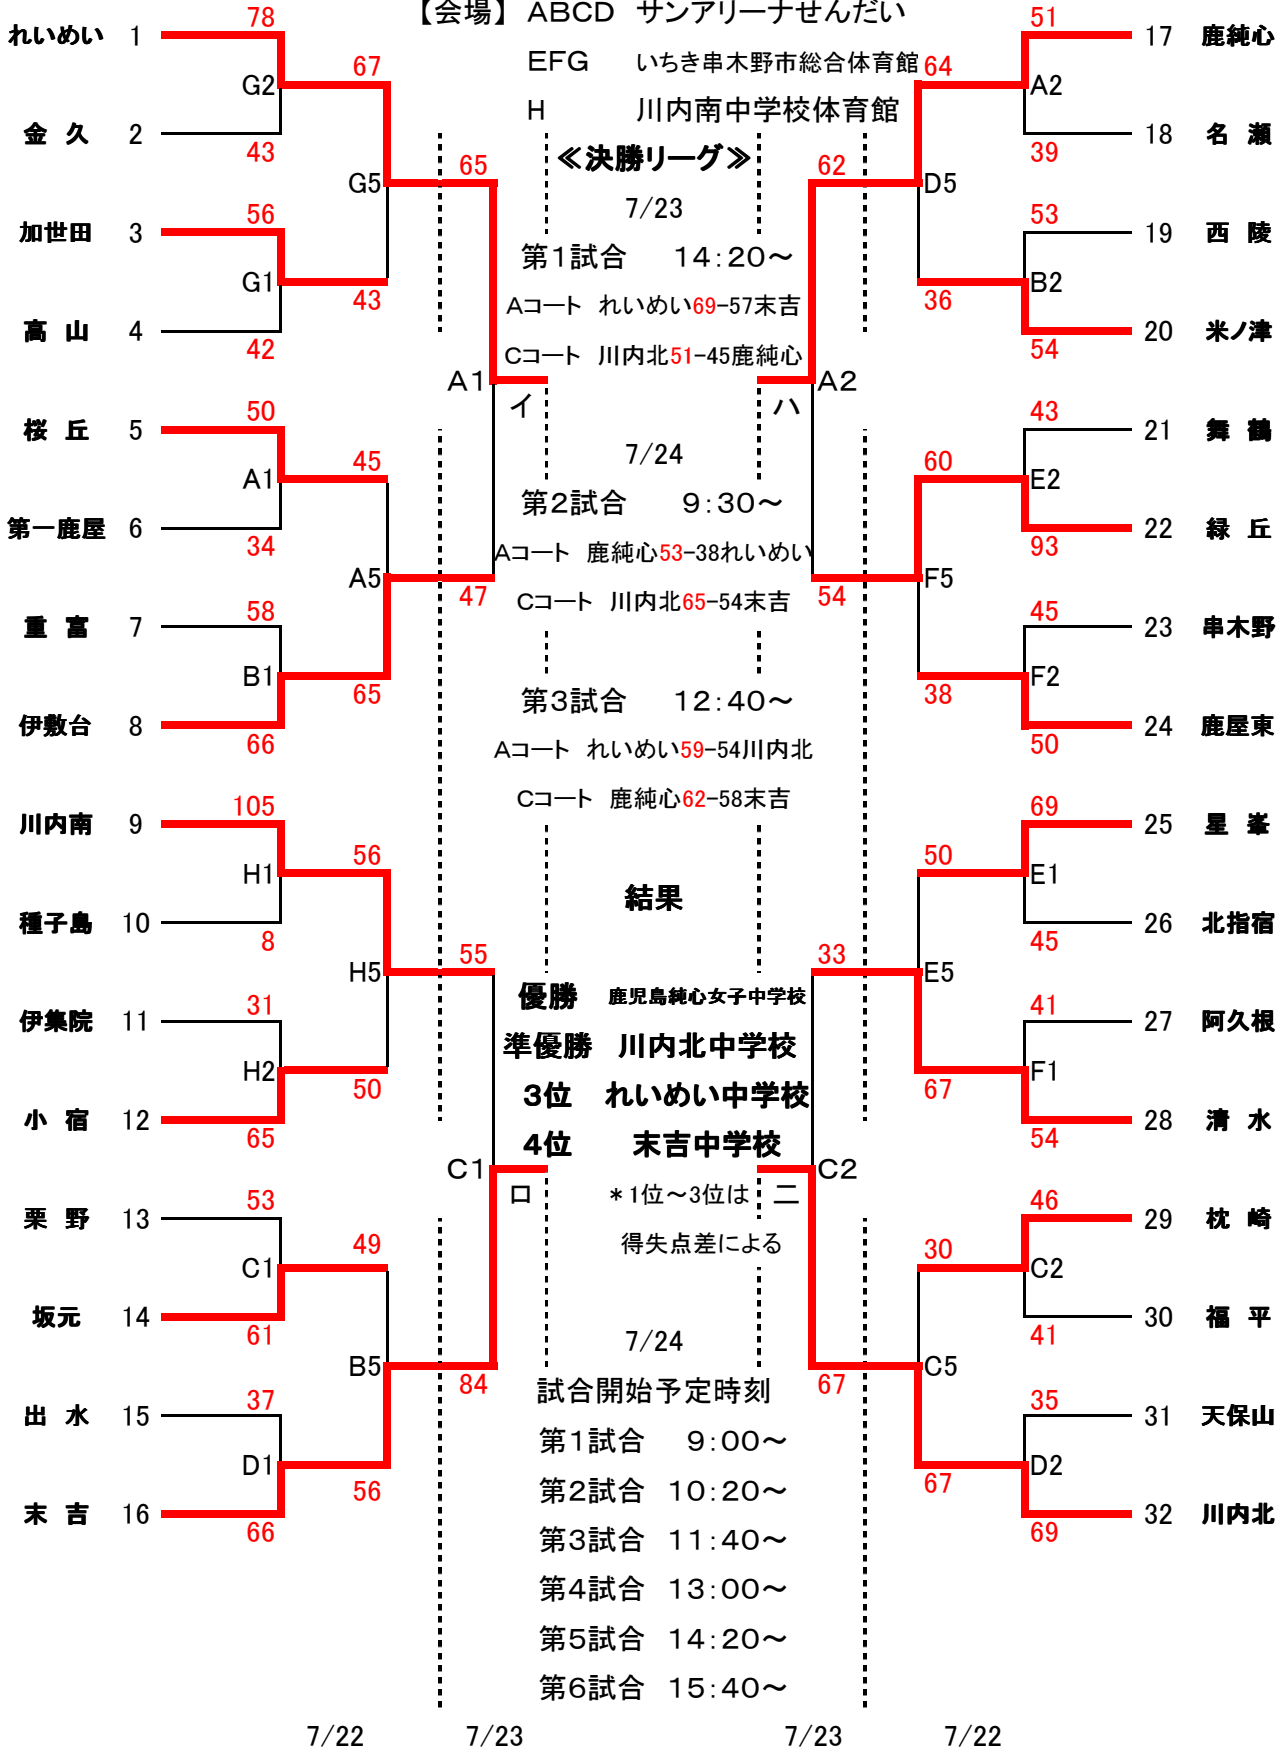 【会場】 ABCD サンアリーナせんだい
EFG いちき串木野市総合体育館
H 川内南中学校体育館
≪決勝リーグ≫
7/23
第1試合 14:20～
Aコート れいめい69-57末吉
Cコート 川内北51-45鹿純心
7/24
第2試合 9:30～
Aコート 鹿純心53-38れいめい
Cコート 川内北65-54末吉
第3試合 12:40～
Aコート れいめい59-54川内北
Cコート 鹿純心62-58末吉
結果
優勝 鹿児島純心女子中学校
準優勝 川内北中学校
3位 れいめい中学校
4位 末吉中学校
*1位～3位は
得失点差による
7/24
試合開始予定時刻
第1試合 9:00～
第2試合 10:20～
第3試合 11:40～
第4試合 13:00～
第5試合 14:20～
第6試合 15:40～
れいめい 1 78
G2 67
金久 2 43
G5 65
加世田 3 56
G1 43
高山 4 42
A1 イ
桜丘 5 50
A1 45
第一鹿屋 6 34
A5 47
重富 7 58
B1 65
伊敷台 8 66
川内南 9 105
H1 56
種子島 10 8
H5 55
伊集院 11 31
H2 50
小宿 12 65
C1 ロ
栗野 13 53
C1 49
坂元 14 61
B5 84
出水 15 37
D1 56
末吉 16 66
51 17 鹿純心
64 A2
39 18 名瀬
62 D5
53 19 西陵
36 B2
54 20 米ノ津
ハ A2
43 21 舞鶴
60 E2
93 22 緑丘
54 F5
45 23 串木野
38 F2
50 24 鹿屋東
69 25 星峯
50 E1
45 26 北指宿
33 E5
41 27 阿久根
67 F1
54 28 清水
ニ C2
46 29 枕崎
30 C2
41 30 福平
67 C5
35 31 天保山
67 D2
69 32 川内北
7/22 7/23 7/23 7/22